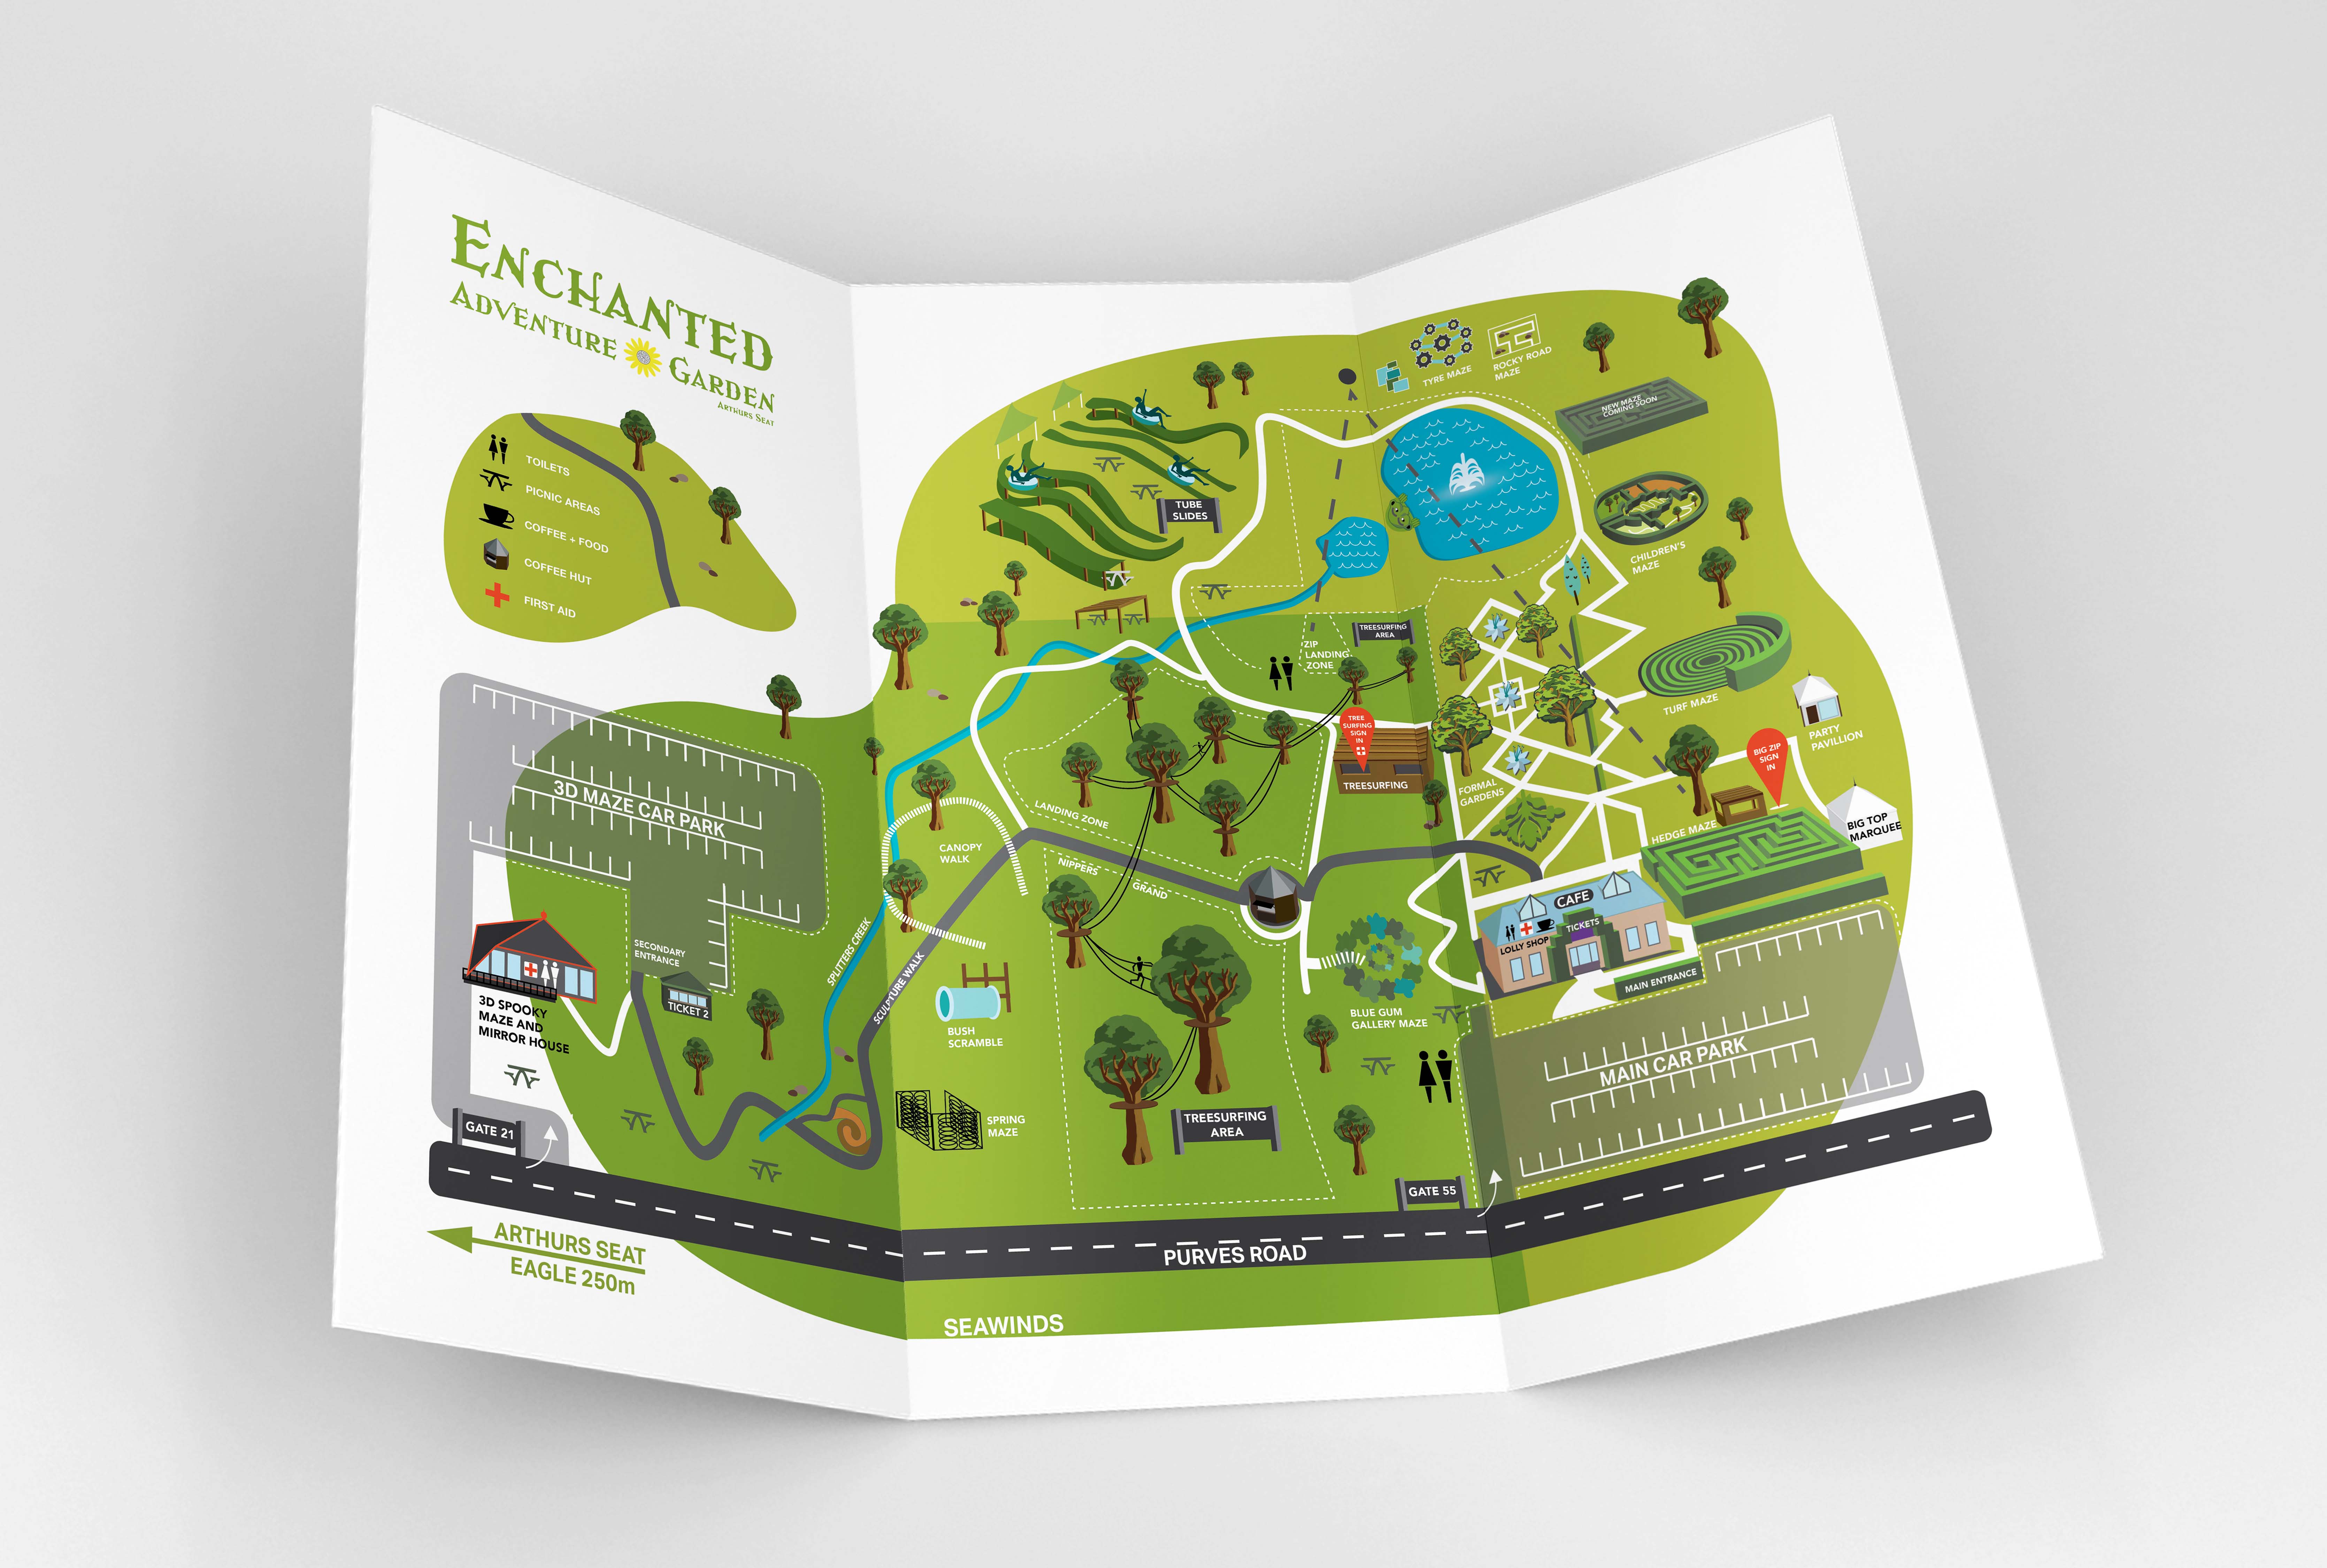 ENCHANTED
ADVENTURE GARDEN
ARTHURS SEAT
TOILETS
PICNIC AREAS
COFFEE + FOOD
COFFEE HUT
FIRST AID
3D MAZE CAR PARK
SECONDARY
ENTRANCE
TICKET 2
3D SPOOKY
MAZE AND
MIRROR HOUSE
GATE 21
ARTHURS SEAT
EAGLE 250m
TUBE
SLIDES
ZIP
LANDING
ZONE
TREESURFING
AREA
TREE
SURFING
SIGN
IN
TREESURFING
LANDING ZONE
NIPPERS
GRAND
CANOPY
WALK
SPLITTERS CREEK
SCULPTURE WALK
BUSH
SCRAMBLE
SPRING
MAZE
TREESURFING
AREA
BLUE GUM
GALLERY MAZE
GATE 55
PURVES ROAD
SEAWINDS
TYRE MAZE
ROCKY ROAD
MAZE
NEW MAZE
COMING SOON
CHILDREN'S
MAZE
TURF MAZE
PARTY
PAVILLION
BIG ZIP
SIGN
IN
FORMAL
GARDENS
HEDGE MAZE
BIG TOP
MARQUEE
CAFE
TICKETS
LOLLY SHOP
MAIN ENTRANCE
MAIN CAR PARK